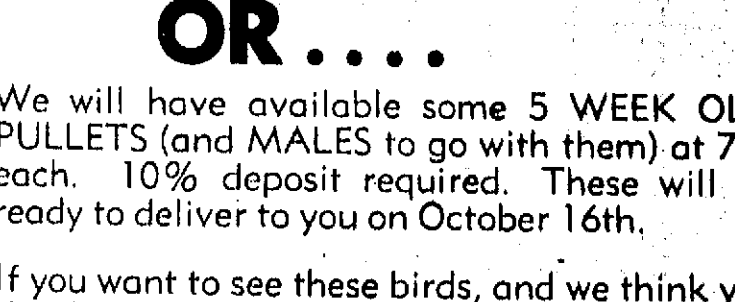 OR....
We will have available some 5 WEEK OL
PULLETS (and MALES to go with them) at 7
each. 10% deposit required. These will
ready to deliver to you on October 16th.
If you want to see these birds, and we think y